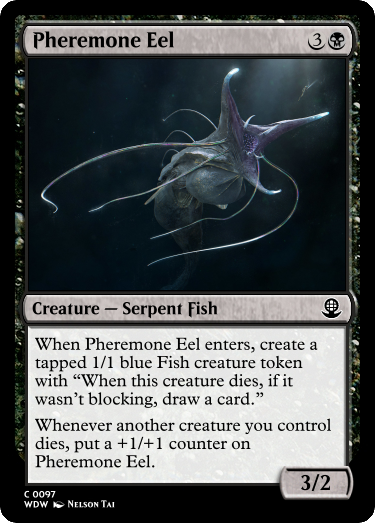 Pheremone Eel 3
Creature — Serpent Fish
When Pheremone Eel enters, create a
tapped 1/1 blue Fish creature token
with “When this creature dies, if it
wasn’t blocking, draw a card.”
Whenever another creature you control
dies, put a +1/+1 counter on
Pheremone Eel.
3/2
C 0097
WDW Nelson Tai